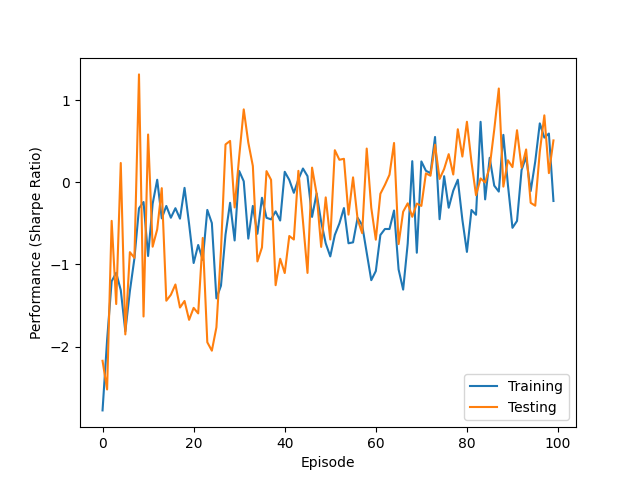 Performance (Sharpe Ratio)
1
0
−1
−2
0 20 40 60 80 100
Episode
Training
Testing